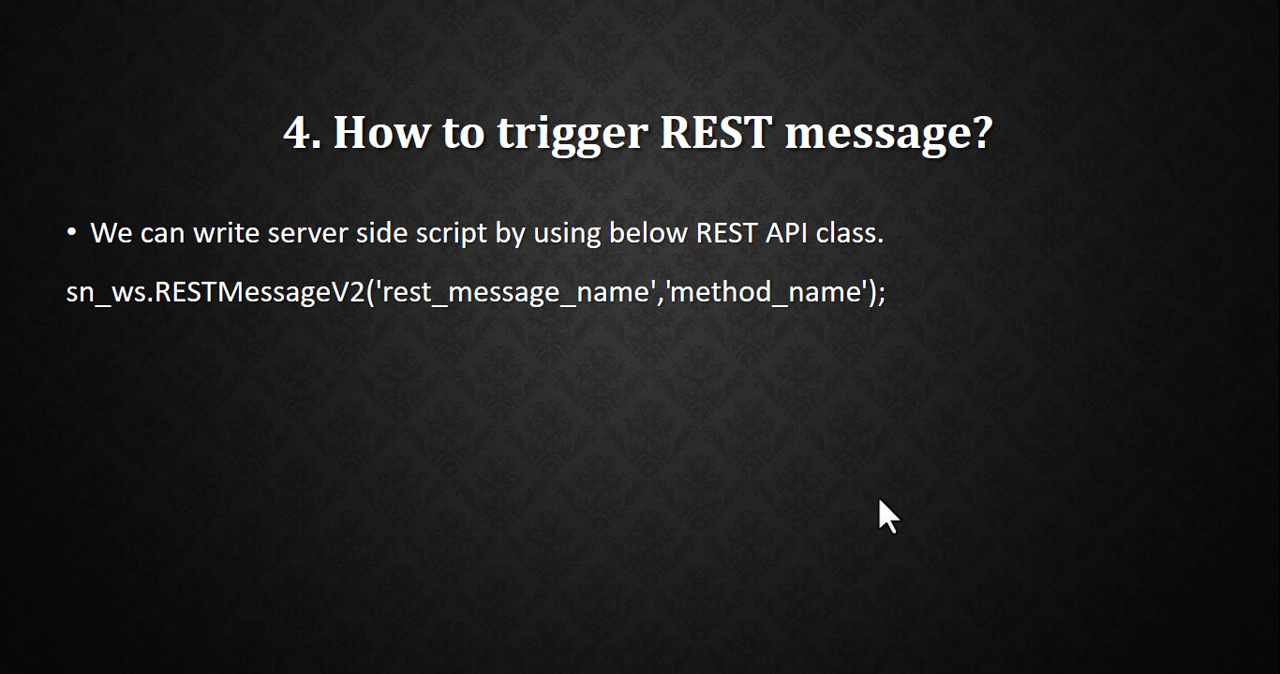 4. How to trigger REST message?
• We can write server side script by using below REST API class.
sn_ws.RESTMessageV2('rest_message_name','method_name');